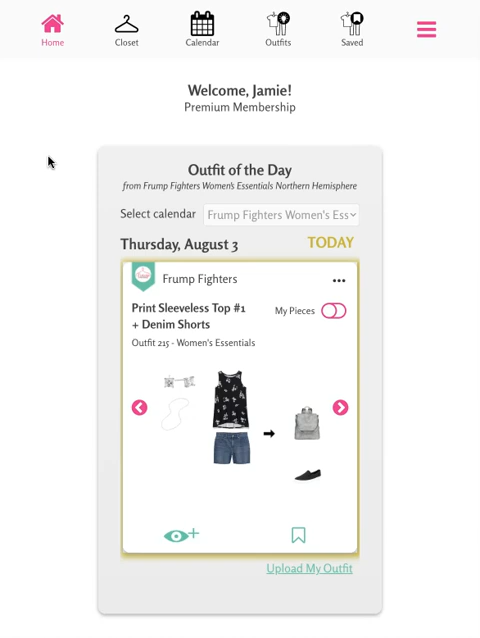 Home
Closet
Calendar
Outfits
Saved
Welcome, Jamie!
Premium Membership
Outfit of the Day
from Frump Fighters Women's Essentials Northern Hemisphere
Select calendar
Frump Fighters Women's Ess
Thursday, August 3
TODAY
Frump Fighters
Print Sleeveless Top #1
+ Denim Shorts
My Pieces
Outfit 215 - Women's Essentials
Upload My Outfit